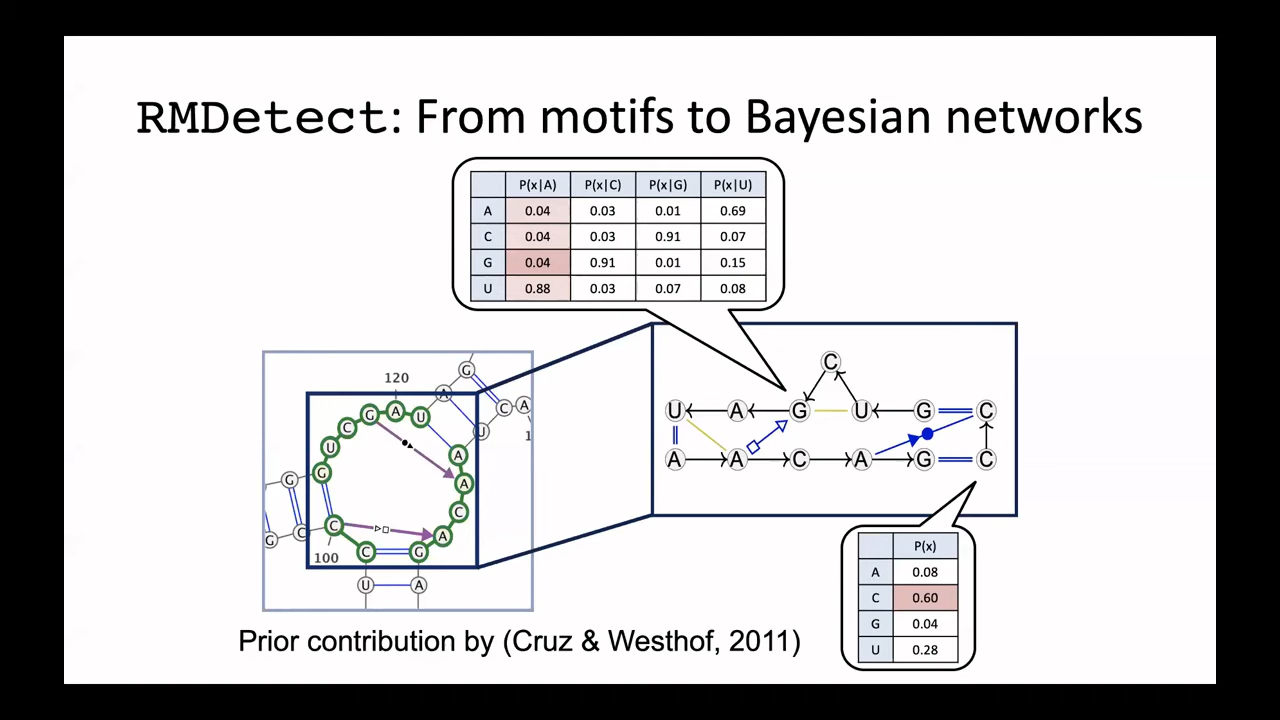 RMDetect: From motifs to Bayesian networks
P(x|A) P(x|C) P(x|G) P(x|U)
A 0.04 0.03 0.01 0.69
C 0.04 0.03 0.91 0.07
G 0.04 0.91 0.01 0.15
U 0.88 0.03 0.07 0.08
G
120
A
G A U C A
C
U U
G A
G A
C
C C A
G
100 C G
U A
1
C
U A G U G C
A A C A G C
P(x)
A 0.08
C 0.60
G 0.04
U 0.28
Prior contribution by (Cruz & Westhof, 2011)